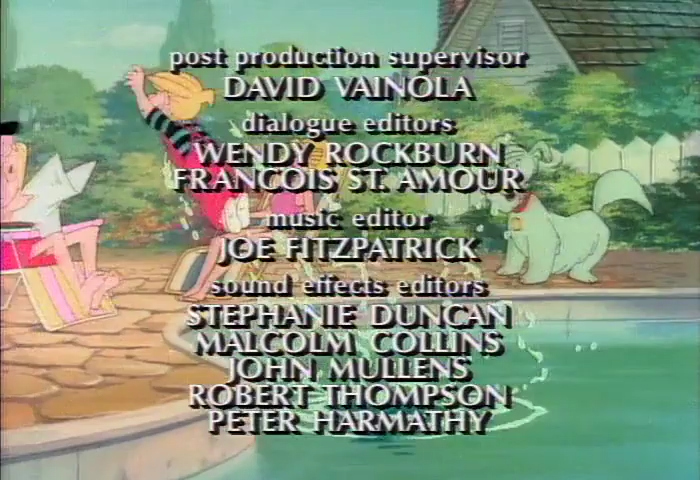 post production supervisor
DAVID VAINOLA
dialogue editors
WENDY ROCKBURN
FRANCOIS ST. AMOUR
music editor
JOE FITZPATRICK
sound effects editors
STEPHANIE DUNCAN
MALCOLM COLLINS
JOHN MULLENS
ROBERT THOMPSON
PETER HARMATHY